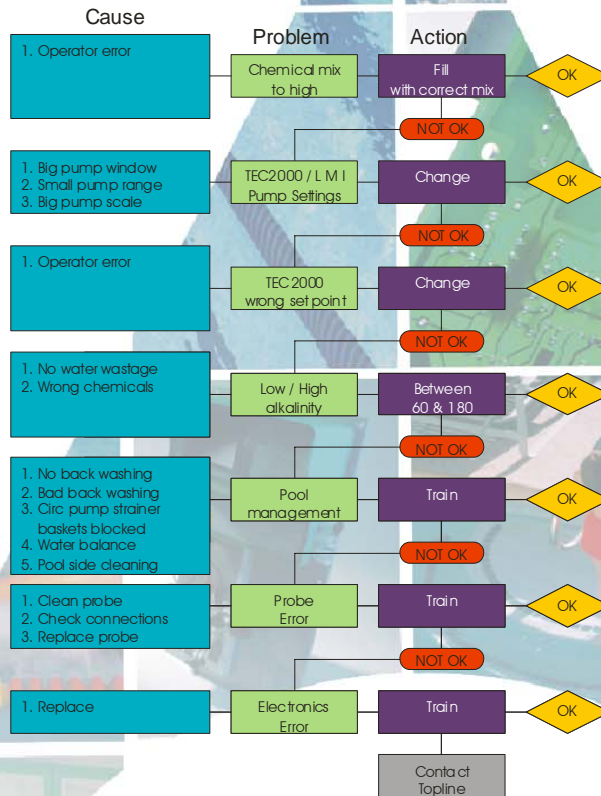 Cause
Problem
Action
1. Operator error
Chemical mix
to high
Fill
with correct mix
OK
NOT OK
1. Big pump window
2. Small pump range
3. Big pump scale
TEC2000 / L M I
Pump Settings
Change
OK
NOT OK
1. Operator error
TEC2000
wrong set point
Change
OK
NOT OK
1. No water wastage
2. Wrong chemicals
Low / High
alkalinity
Between
60 & 180
OK
NOT OK
1. No back washing
2. Bad back washing
3. Circ pump strainer
baskets blocked
4. Water balance
5. Pool side cleaning
Pool
management
Train
OK
NOT OK
1. Clean probe
2. Check connections
3. Replace probe
Probe
Error
Train
OK
NOT OK
1. Replace
Electronics
Error
Train
OK
Contact
Topline